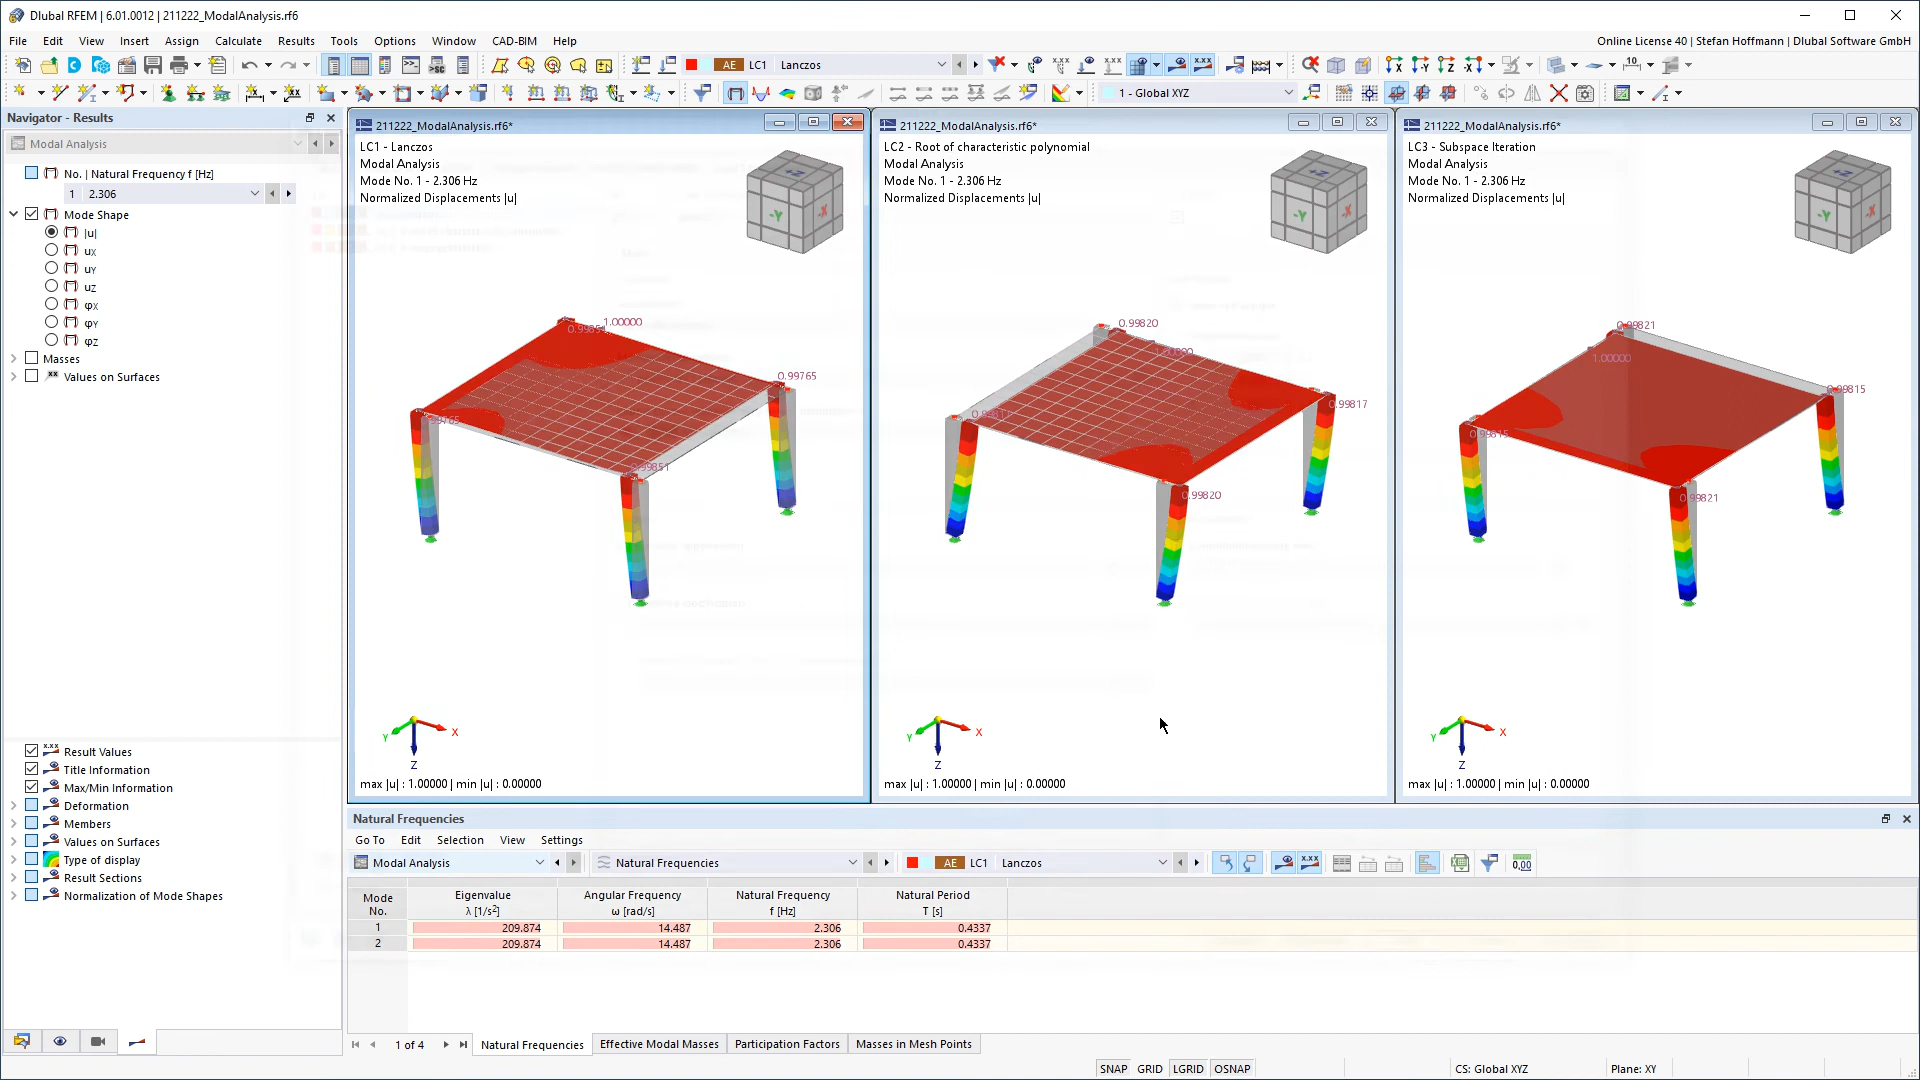 Dlubal RFEM | 6.01.0012 | 211222_ModalAnalysis.rf6
File Edit View Insert Assign Calculate Results Tools Options Window CAD-BIM Help
Online License 40 | Stefan Hoffmann | Dlubal Software GmbH
AE LC1 Lanczos
1 - Global XYZ
Navigator - Results
Modal Analysis
No. | Natural Frequency f [Hz]
1 2.306
Mode Shape
|u|
uX
uY
uZ
φX
φY
φZ
Masses
Values on Surfaces
Result Values
Title Information
Max/Min Information
Deformation
Members
Values on Surfaces
Type of display
Result Sections
Normalization of Mode Shapes
211222_ModalAnalysis.rf6*
LC1 - Lanczos
Modal Analysis
Mode No. 1 - 2.306 Hz
Normalized Displacements |u|
+Z
-Y -X
1.00000
0.99765
0.99851
X
Y
Z
max |u| : 1.00000 | min |u| : 0.00000
211222_ModalAnalysis.rf6*
LC2 - Root of characteristic polynomial
Modal Analysis
Mode No. 1 - 2.306 Hz
Normalized Displacements |u|
+Z
-Y -X
0.99820
1.00000
0.99817
0.99820
X
Y
Z
max |u| : 1.00000 | min |u| : 0.00000
211222_ModalAnalysis.rf6*
LC3 - Subspace Iteration
Modal Analysis
Mode No. 1 - 2.306 Hz
Normalized Displacements |u|
+Z
-Y -X
0.99821
1.00000
0.99815
0.99815
0.99821
X
Y
Z
max |u| : 1.00000 | min |u| : 0.00000
Natural Frequencies
Go To Edit Selection View Settings
Modal Analysis Natural Frequencies AE LC1 Lanczos
Mode No. Eigenvalue λ [1/s²] Angular Frequency ω [rad/s] Natural Frequency f [Hz] Natural Period T [s]
1 209.874 14.487 2.306 0.4337
2 209.874 14.487 2.306 0.4337
1 of 4 Natural Frequencies Effective Modal Masses Participation Factors Masses in Mesh Points
SNAP GRID LGRID OSNAP CS: Global XYZ Plane: XY